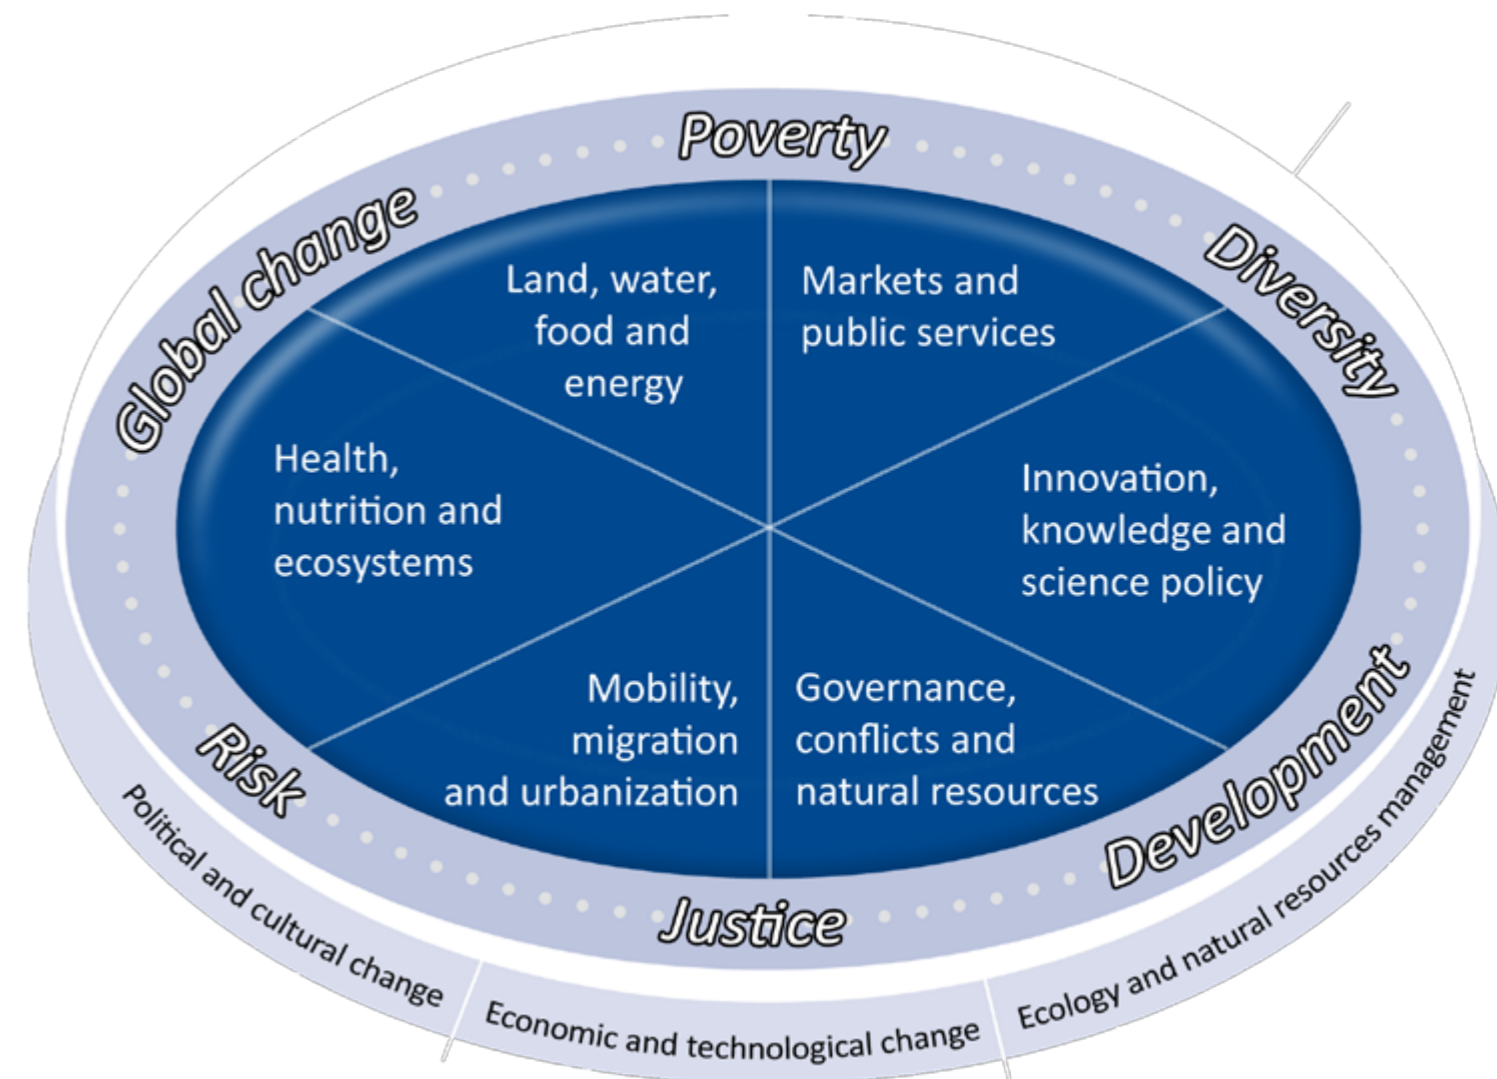 Poverty
Global change
Diversity
Land, water,
food and
energy
Markets and
public services
Health,
nutrition and
ecosystems
Innovation,
knowledge and
science policy
Mobility,
migration
and urbanization
Governance,
conflicts and
natural resources
Risk
Justice
Development
Political and cultural change
Economic and technological change
Ecology and natural resources management